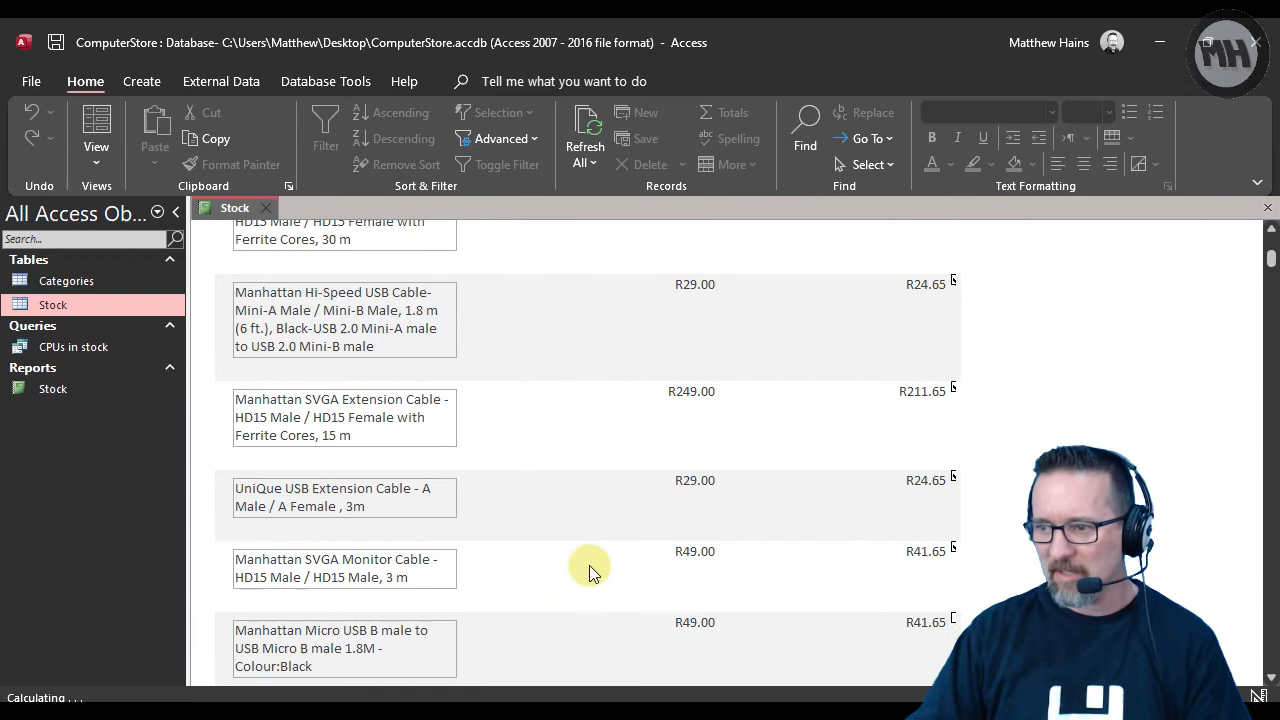 ComputerStore : Database- C:\Users\Matthew\Desktop\ComputerStore.accdb (Access 2007 - 2016 file format) - Access
Matthew Hains
MH
File
Home
Create
External Data
Database Tools
Help
Tell me what you want to do
View
Paste
Cut
Copy
Format Painter
Filter
Ascending
Descending
Remove Sort
Selection
Advanced
Toggle Filter
Refresh
All
New
Save
Delete
Totals
Spelling
More
Find
Replace
Go To
Select
B I U
A
Undo
Views
Clipboard
Sort & Filter
Records
Find
Text Formatting
All Access Ob...
Search...
Tables
Categories
Stock
Queries
CPUs in stock
Reports
Stock
Stock
HD15 Male / HD15 Female with
Ferrite Cores, 30 m
Manhattan Hi-Speed USB Cable-
Mini-A Male / Mini-B Male, 1.8 m
(6 ft.), Black-USB 2.0 Mini-A male
to USB 2.0 Mini-B male
R29.00
R24.65
Manhattan SVGA Extension Cable -
HD15 Male / HD15 Female with
Ferrite Cores, 15 m
R249.00
R211.65
UniQue USB Extension Cable - A
Male / A Female , 3m
R29.00
R24.65
Manhattan SVGA Monitor Cable -
HD15 Male / HD15 Male, 3 m
R49.00
R41.65
Manhattan Micro USB B male to
USB Micro B male 1.8M -
Colour:Black
R49.00
R41.65
Calculating . . .